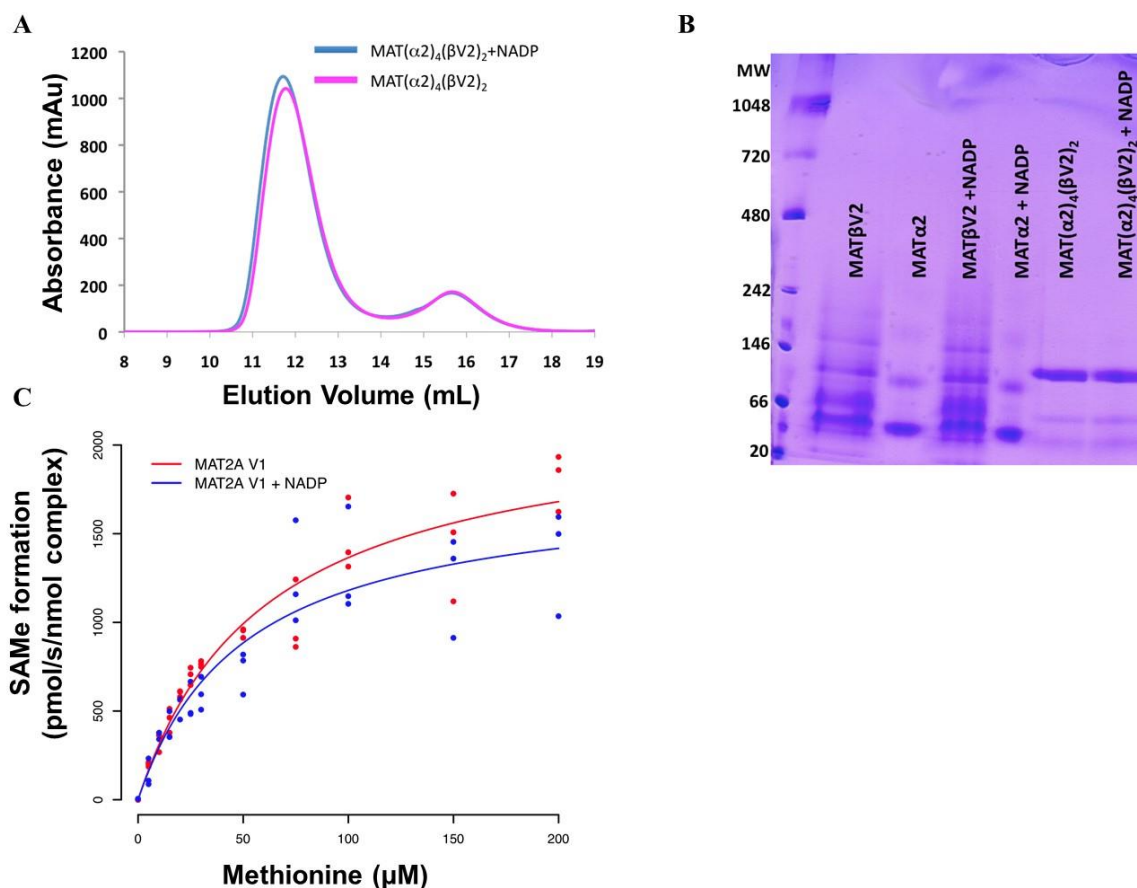 A
1200
1000
800
600
400
200
0
8 9 10 11 12 13 14 15 16 17 18 19
Absorbance (mAu)
Elution Volume (mL)
MAT(α2)₄(βV2)₂+NADP
MAT(α2)₄(βV2)₂
B
MW
1048
720
480
242
146
66
20
MATβV2
MATα2
MATβV2 +NADP
MATα2 + NADP
MAT(α2)₄(βV2)₂
MAT(α2)₄(βV2)₂ + NADP
C
2000
1500
1000
500
0
0 50 100 150 200
SAMe formation
(pmol/s/nmol complex)
Methionine (µM)
MAT2A V1
MAT2A V1 + NADP